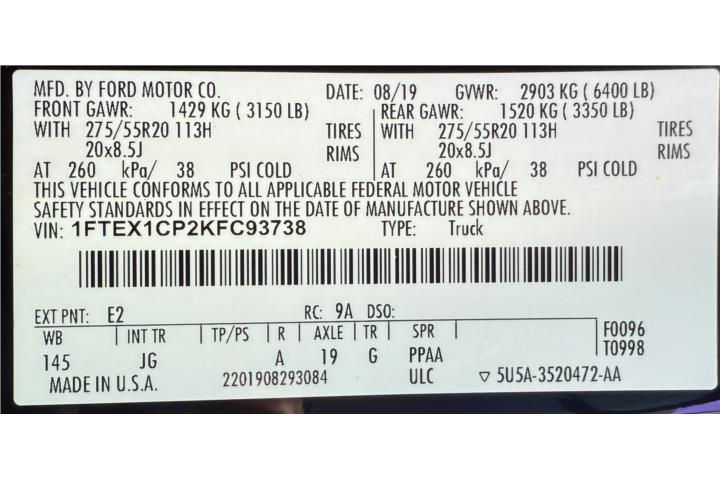 MFD. BY FORD MOTOR CO. DATE: 08/19 GVWR: 2903 KG ( 6400 LB)
FRONT GAWR: 1429 KG ( 3150 LB) REAR GAWR: 1520 KG ( 3350 LB)
WITH 275/55R20 113H TIRES WITH 275/55R20 113H TIRES
20x8.5J RIMS 20x8.5J RIMS
AT 260 kPa/ 38 PSI COLD AT 260 kPa/ 38 PSI COLD
THIS VEHICLE CONFORMS TO ALL APPLICABLE FEDERAL MOTOR VEHICLE
SAFETY STANDARDS IN EFFECT ON THE DATE OF MANUFACTURE SHOWN ABOVE.
VIN: 1FTEX1CP2KFC93738 TYPE: Truck
EXT PNT: E2 RC: 9A DSO:
WB INT TR TP/PS R AXLE TR SPR F0096
145 JG A 19 G PPAA T0998
MADE IN U.S.A. 2201908293084 ULC ▽ 5U5A-3520472-AA